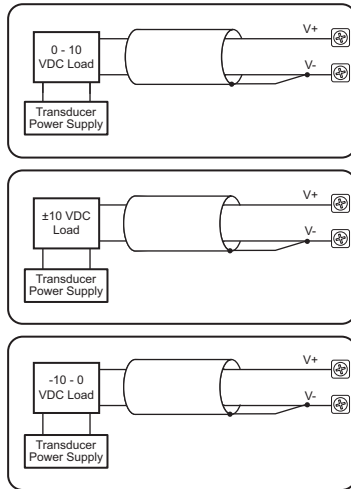 0 - 10
VDC Load
V+
V-
Transducer
Power Supply
±10 VDC
Load
V+
V-
Transducer
Power Supply
-10 - 0
VDC Load
V+
V-
Transducer
Power Supply